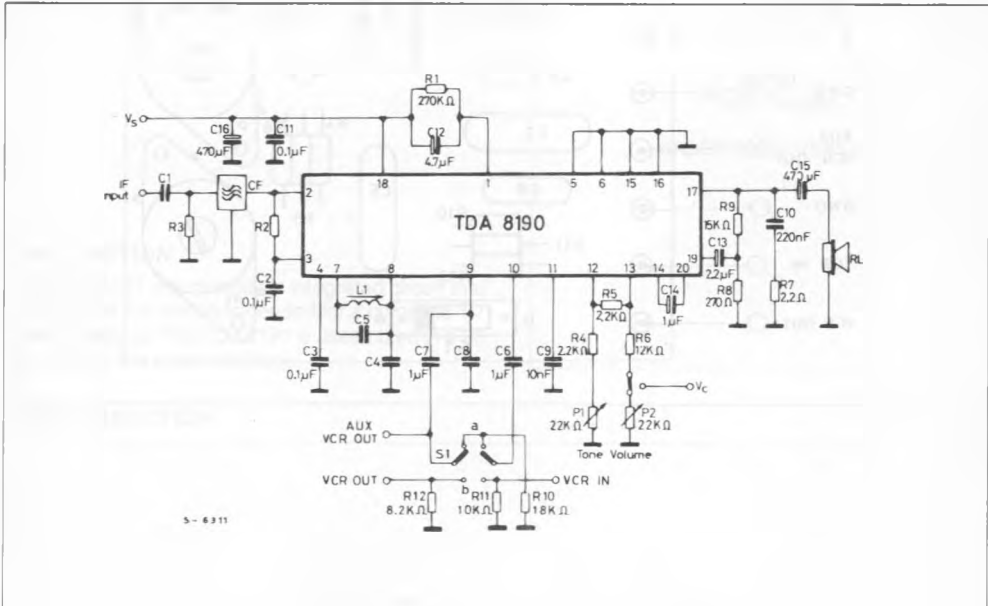 R1
270KΩ
VS
C16
470µF
C11
0.1µF
C12
4.7µF
C15
470µF
IF
Input
C1
CF
18
1
5
6
15
16
2
17
TDA 8190
R3
R2
R9
15KΩ
C10
220nF
RL
3
19
C13
2.2µF
4
7
8
9
10
11
12
13
14
20
C2
0.1µF
L1
C5
R5
2.2KΩ
C14
1µF
R8
270Ω
R7
2.2Ω
C3
0.1µF
C4
C7
1µF
C8
C6
1µF
C9
10nF
R4
2.2KΩ
R6
12KΩ
VC
P1
22KΩ
P2
22KΩ
AUX
VCR OUT
a
S1
Tone Volume
VCR OUT
b
VCR IN
R12
8.2KΩ
R11
10KΩ
R10
18KΩ
S-6311